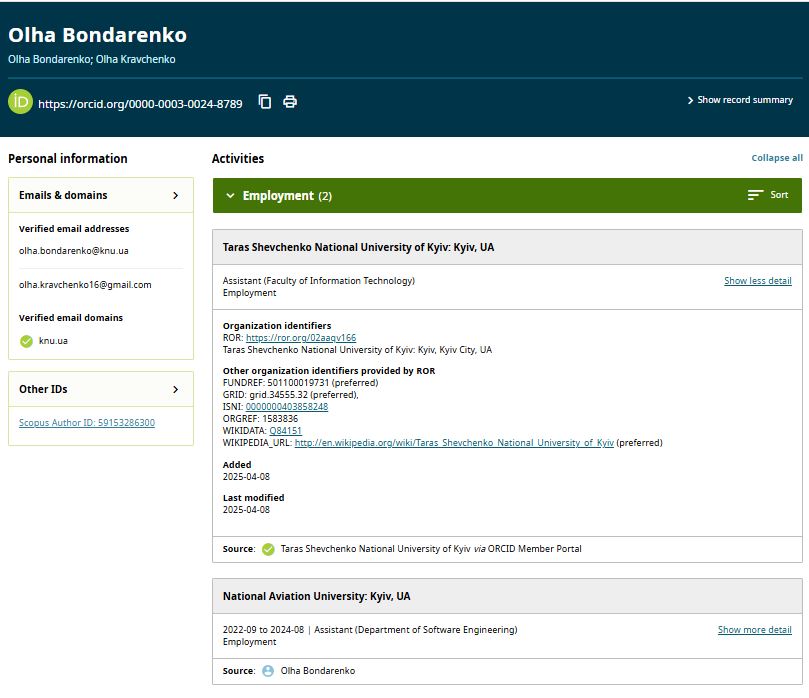 Olha Bondarenko
Olha Bondarenko; Olha Kravchenko
iD https://orcid.org/0000-0003-0024-8789
Show record summary
Personal information
Emails & domains
Verified email addresses
olha.bondarenko@knu.ua
olha.kravchenko16@gmail.com
Verified email domains
knu.ua
Other IDs
Scopus Author ID: 59153286300
Activities
Collapse all
Employment (2)
Sort
Taras Shevchenko National University of Kyiv: Kyiv, UA
Assistant (Faculty of Information Technology)
Show less detail
Employment
Organization identifiers
ROR: https://ror.org/02aaqv166
Taras Shevchenko National University of Kyiv: Kyiv, Kyiv City, UA
Other organization identifiers provided by ROR
FUNDREF: 501100019731 (preferred)
GRID: grid.34555.32 (preferred),
ISNI: 0000000403858248
ORGREF: 1583836
WIKIDATA: Q84151
WIKIPEDIA_URL: http://en.wikipedia.org/wiki/Taras_Shevchenko_National_University_of_Kyiv (preferred)
Added
2025-04-08
Last modified
2025-04-08
Source: Taras Shevchenko National University of Kyiv via ORCID Member Portal
National Aviation University: Kyiv, UA
2022-09 to 2024-08 | Assistant (Department of Software Engineering)
Show more detail
Employment
Source: Olha Bondarenko